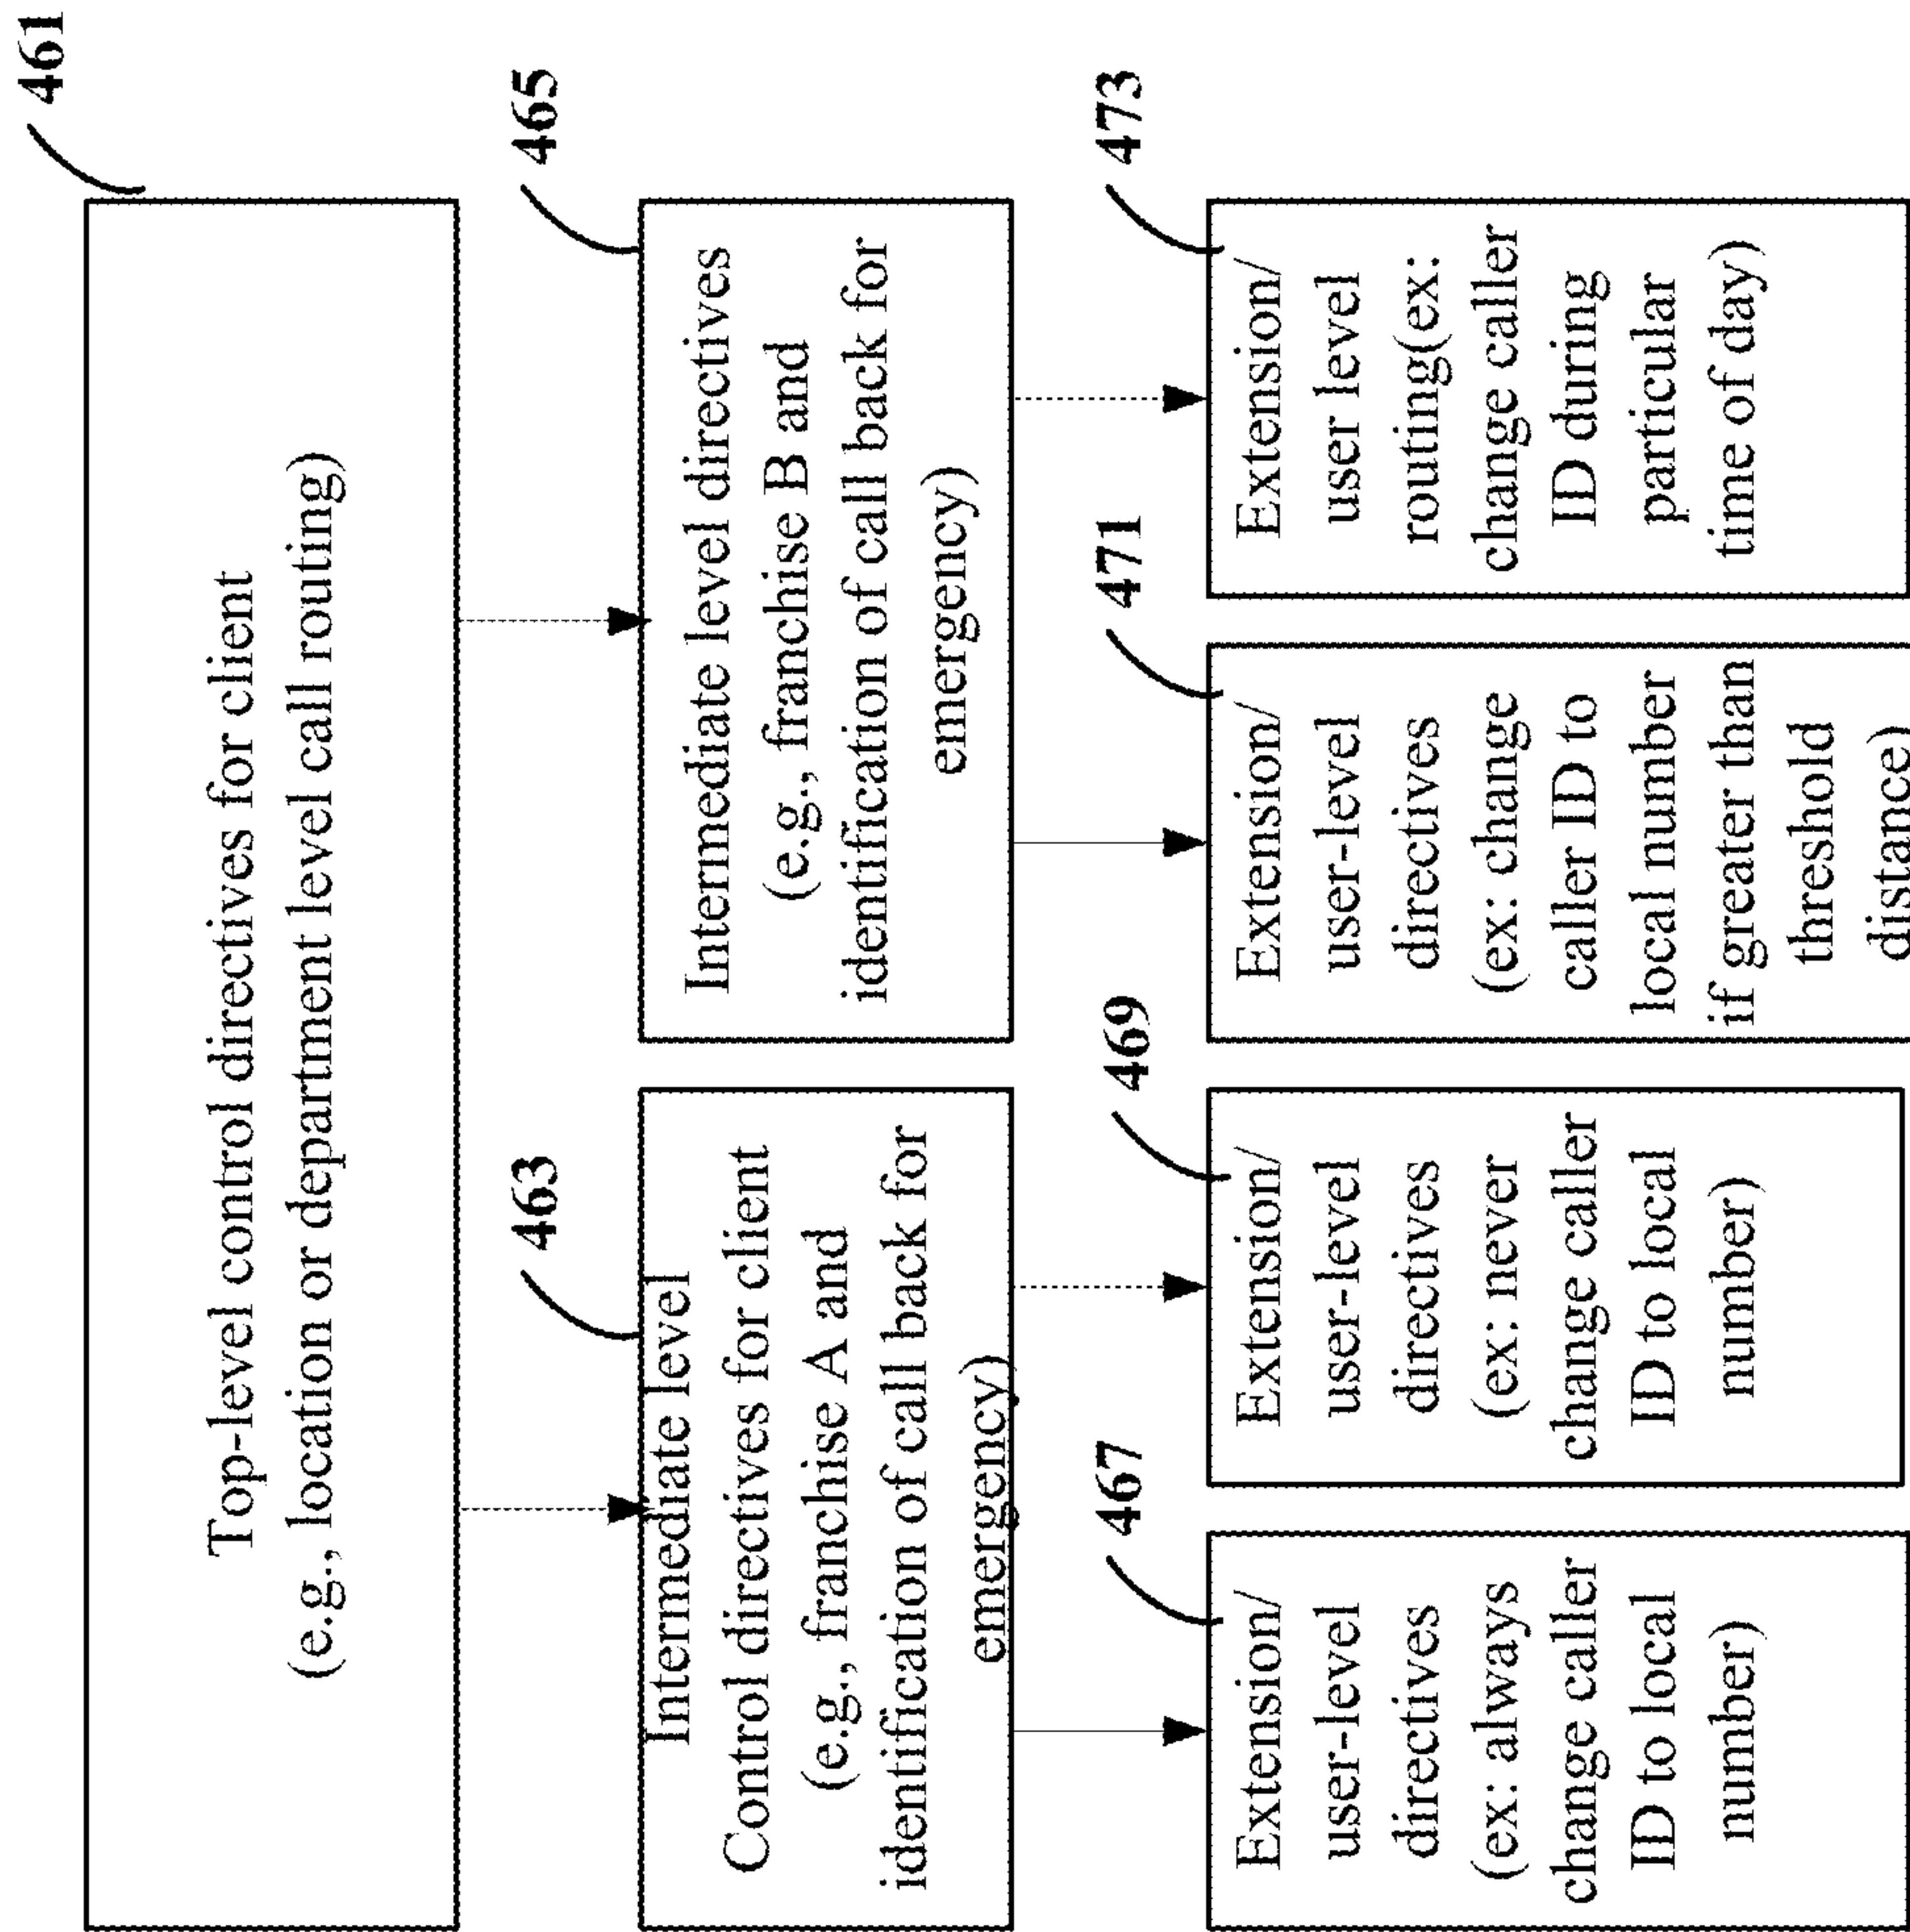 461
Top-level control directives for client
(e.g., location or department level call routing)
463
Intermediate level
Control directives for client
(e.g., franchise A and
identification of call back for
emergency)
465
Intermediate level directives
(e.g., franchise B and
identification of call back for
emergency)
467
Extension/
user-level
directives
(ex: always
change caller
ID to local
number)
469
Extension/
user-level
directives
(ex: never
change caller
ID to local
number)
471
Extension/
user-level
directives
(ex: change
caller ID to
local number
if greater than
threshold
distance)
473
Extension/
user level
routing(ex:
change caller
ID during
particular
time of day)